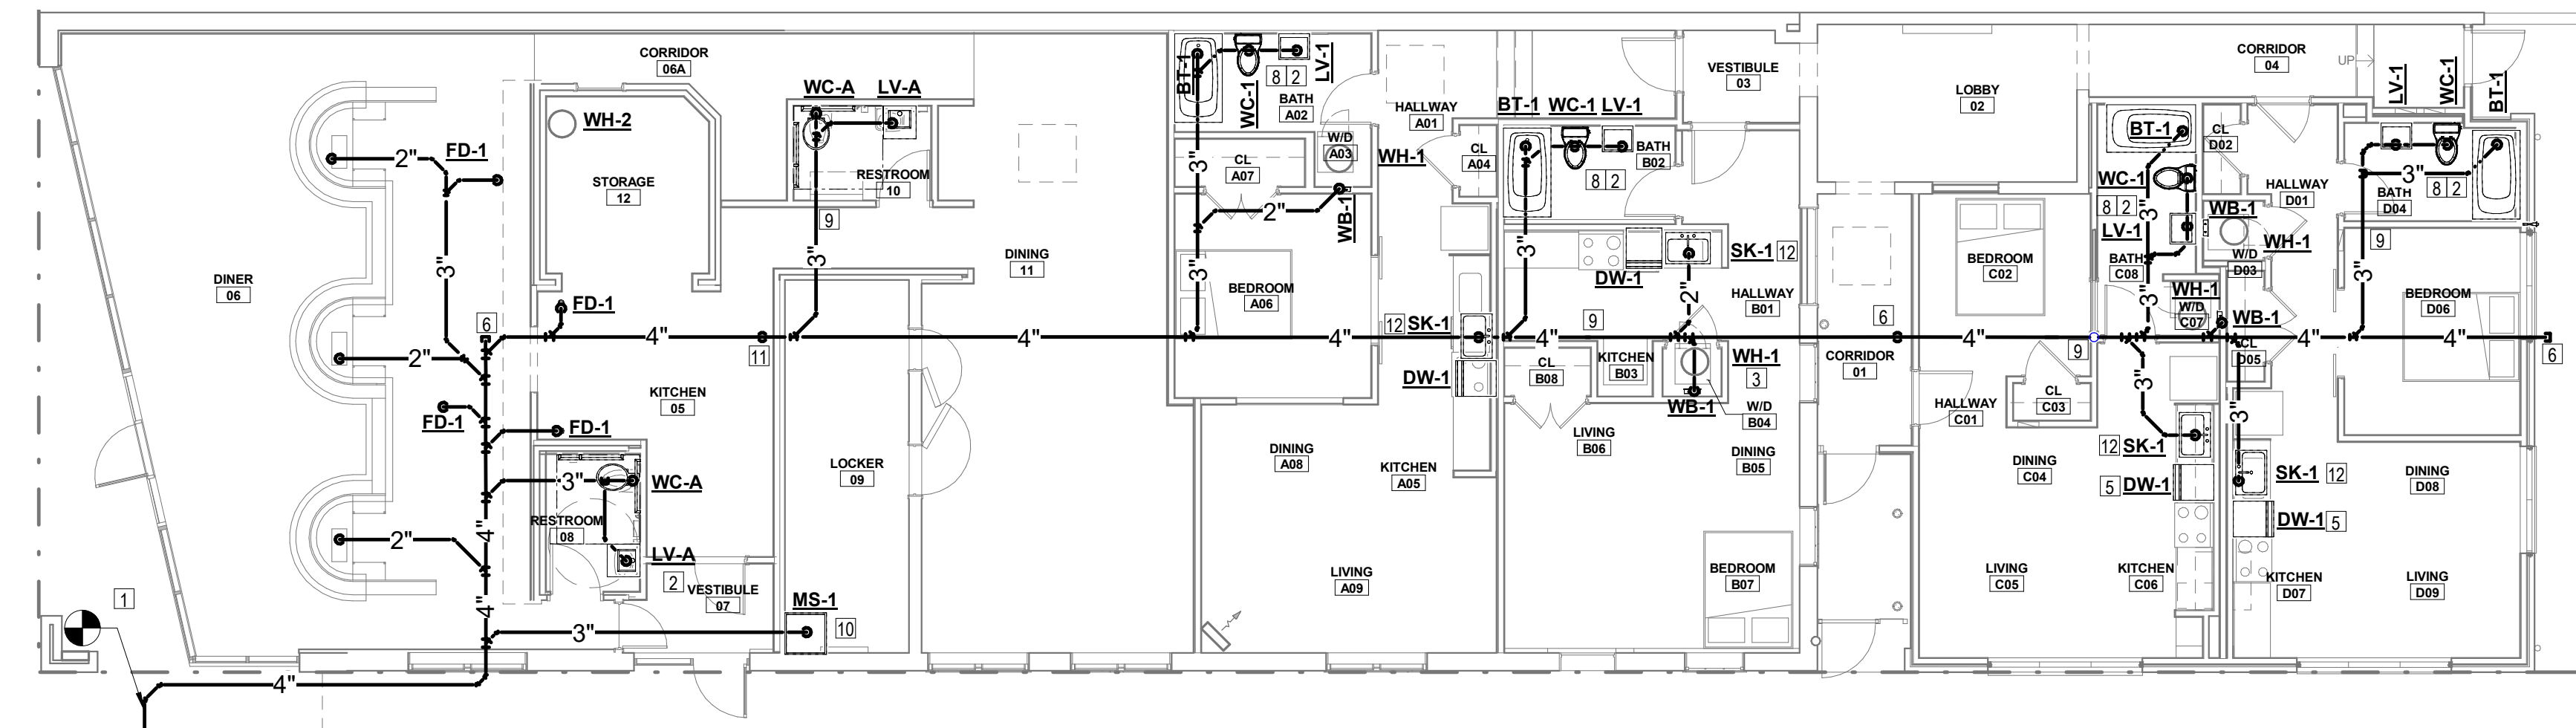 CORRIDOR
06A
WC-A
LV-A
WH-2
FD-1
2"
STORAGE
12
RESTROOM
10
9
3"
3"
DINER
06
6
FD-1
4"
11
2"
FD-1
FD-1
KITCHEN
05
3"
WC-A
4"
RESTROOM
08
2"
LV-A
2
VESTIBULE
07
4"
1
3"
MS-1
10
4"
LOCKER
09
DINING
11
4"
BT-1
WC-1
LV-1
8 2
BATH
A02
W/D
A03
3"
CL
A07
2"
WB-1
3"
BEDROOM
A06
4"
HALLWAY
A01
WH-1
CL
A04
12
SK-1
DW-1
DINING
A08
KITCHEN
A05
LIVING
A09
BT-1
WC-1
LV-1
BATH
B02
8 2
3"
SK-1
12
DW-1
2"
HALLWAY
B01
4"
9
CL
B08
KITCHEN
B03
WH-1
3
WB-1
W/D
B04
LIVING
B06
DINING
B05
BEDROOM
B07
VESTIBULE
03
LOBBY
02
CORRIDOR
04
UP
6
CORRIDOR
01
4"
BEDROOM
C02
9
HALLWAY
C01
CL
C03
DINING
C04
LIVING
C05
KITCHEN
C06
BT-1
WC-1
8 2
3"
LV-1
BATH
C08
3"
WH-1
W/D
C07
3"
12
SK-1
5
DW-1
CL
D02
HALLWAY
D01
WB-1
WH-1
W/D
D03
WB-1
CL
D05
4"
3"
LV-1
WC-1
BT-1
3"
BATH
D04
8 2
9
3"
BEDROOM
D06
4"
6
SK-1
12
DW-1
5
DINING
D08
KITCHEN
D07
LIVING
D09